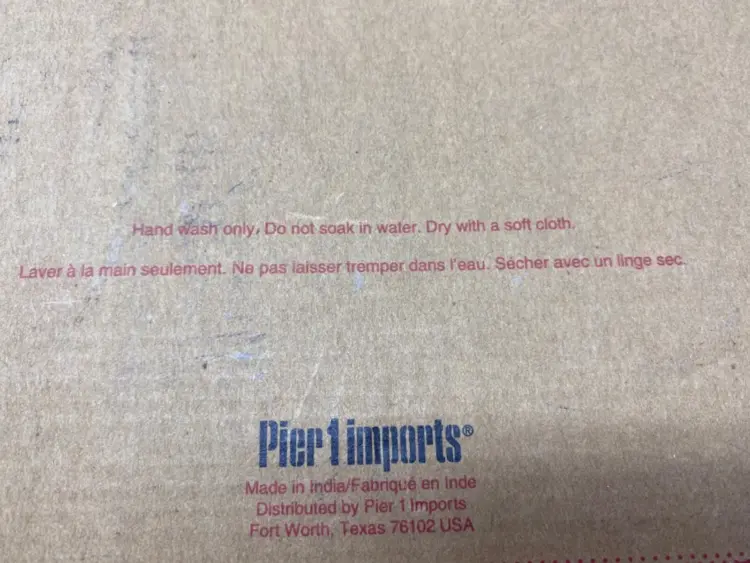 Hand wash only, Do not soak in water. Dry with a soft cloth.
Laver à la main seulement. Ne pas laisser tremper dans l'eau. Sécher avec un linge sec.
Pier 1 imports®
Made in India/Fabriqué en Inde
Distributed by Pier 1 Imports
Fort Worth, Texas 76102 USA